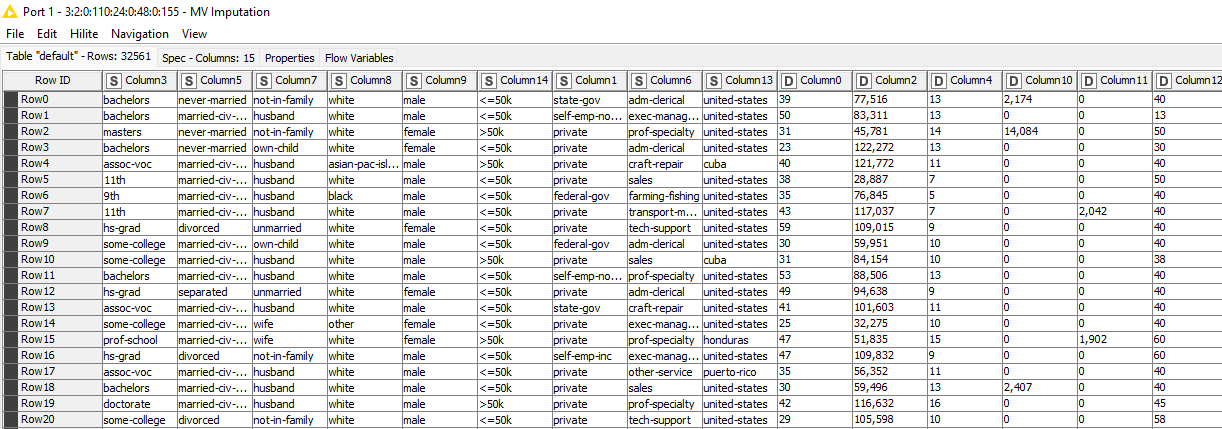 Port 1 - 3:2:0:110:24:0:48:0:155 - MV Imputation
File Edit Hilite Navigation View
Table "default" - Rows: 32561 Spec - Columns: 15 Properties Flow Variables
Row ID S Column3 S Column5 S Column7 S Column8 S Column9 S Column14 S Column1 S Column6 S Column13 D Column0 D Column2 D Column4 D Column10 D Column11 D Column12
Row0 bachelors never-married not-in-family white male <=50k state-gov adm-clerical united-states 39 77,516 13 2,174 0 40
Row1 bachelors married-civ-... husband white male <=50k self-emp-no... exec-manag... united-states 50 83,311 13 0 0 13
Row2 masters never-married not-in-family white female >50k private prof-specialty united-states 31 45,781 14 14,084 0 50
Row3 bachelors never-married own-child white female <=50k private adm-clerical united-states 23 122,272 13 0 0 30
Row4 assoc-voc married-civ-... husband asian-pac-isl... male >50k private craft-repair cuba 40 121,772 11 0 0 40
Row5 11th married-civ-... husband white male <=50k private sales united-states 38 28,887 7 0 0 50
Row6 9th married-civ-... husband black male <=50k federal-gov farming-fishing united-states 35 76,845 5 0 0 40
Row7 11th married-civ-... husband white male <=50k private transport-m... united-states 43 117,037 7 0 2,042 40
Row8 hs-grad divorced unmarried white female <=50k private tech-support united-states 59 109,015 9 0 0 40
Row9 some-college married-civ-... own-child white male <=50k federal-gov adm-clerical united-states 30 59,951 10 0 0 40
Row10 some-college married-civ-... husband white male >50k private sales cuba 31 84,154 10 0 0 38
Row11 bachelors married-civ-... husband white male <=50k self-emp-no... prof-specialty united-states 53 88,506 13 0 0 40
Row12 hs-grad separated unmarried white female <=50k private adm-clerical united-states 49 94,638 9 0 0 40
Row13 assoc-voc married-civ-... husband white male <=50k state-gov craft-repair united-states 41 101,603 11 0 0 40
Row14 some-college married-civ-... wife other female <=50k private exec-manag... united-states 25 32,275 10 0 0 40
Row15 prof-school married-civ-... wife white female >50k private prof-specialty honduras 47 51,835 15 0 1,902 60
Row16 hs-grad divorced not-in-family white male <=50k self-emp-inc exec-manag... united-states 47 109,832 9 0 0 60
Row17 assoc-voc married-civ-... husband white male <=50k private other-service puerto-rico 35 56,352 11 0 0 40
Row18 bachelors married-civ-... husband white male <=50k private sales united-states 30 59,496 13 2,407 0 40
Row19 doctorate married-civ-... husband white male >50k private prof-specialty united-states 42 116,632 16 0 0 45
Row20 some-college divorced not-in-family white male <=50k private tech-support united-states 29 105,598 10 0 0 58